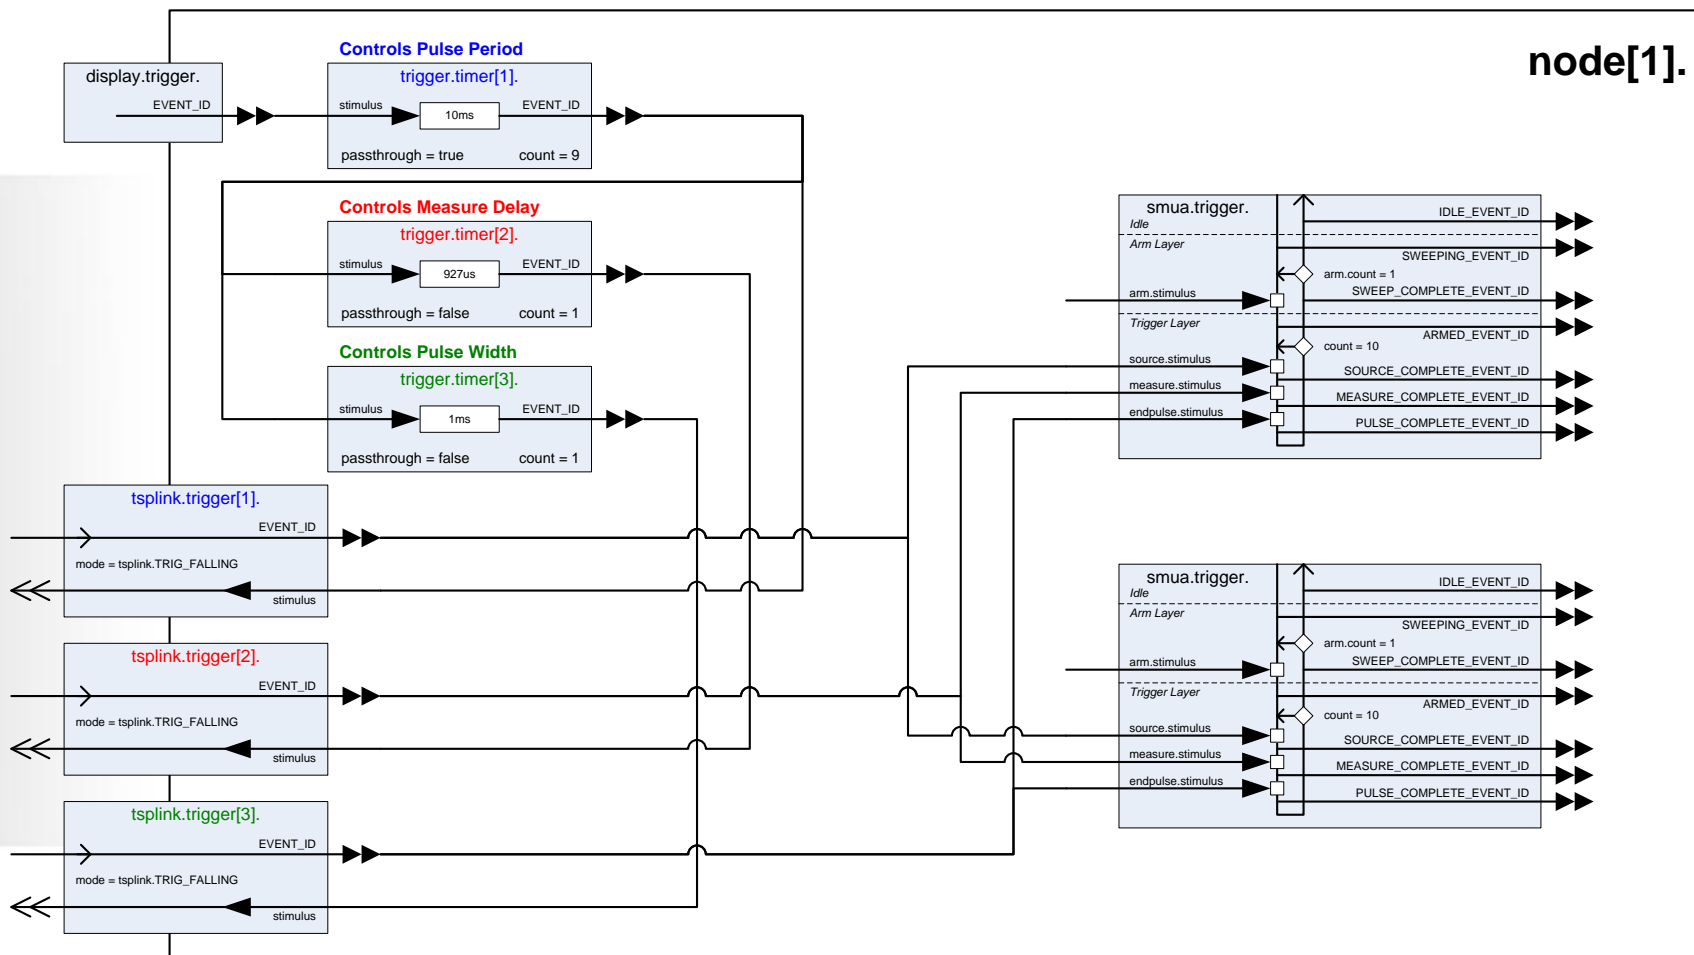 node[1].
display.trigger.
EVENT_ID
Controls Pulse Period
trigger.timer[1].
stimulus
10ms
EVENT_ID
passthrough = true
count = 9
Controls Measure Delay
trigger.timer[2].
stimulus
927us
EVENT_ID
passthrough = false
count = 1
Controls Pulse Width
trigger.timer[3].
stimulus
1ms
EVENT_ID
passthrough = false
count = 1
tsplink.trigger[1].
EVENT_ID
mode = tsplink.TRIG_FALLING
stimulus
tsplink.trigger[2].
EVENT_ID
mode = tsplink.TRIG_FALLING
stimulus
tsplink.trigger[3].
EVENT_ID
mode = tsplink.TRIG_FALLING
stimulus
smua.trigger.
Idle
IDLE_EVENT_ID
Arm Layer
SWEEPING_EVENT_ID
arm.count = 1
arm.stimulus
SWEEP_COMPLETE_EVENT_ID
Trigger Layer
ARMED_EVENT_ID
count = 10
source.stimulus
SOURCE_COMPLETE_EVENT_ID
measure.stimulus
MEASURE_COMPLETE_EVENT_ID
endpulse.stimulus
PULSE_COMPLETE_EVENT_ID
smua.trigger.
Idle
IDLE_EVENT_ID
Arm Layer
SWEEPING_EVENT_ID
arm.count = 1
arm.stimulus
SWEEP_COMPLETE_EVENT_ID
Trigger Layer
ARMED_EVENT_ID
count = 10
source.stimulus
SOURCE_COMPLETE_EVENT_ID
measure.stimulus
MEASURE_COMPLETE_EVENT_ID
endpulse.stimulus
PULSE_COMPLETE_EVENT_ID